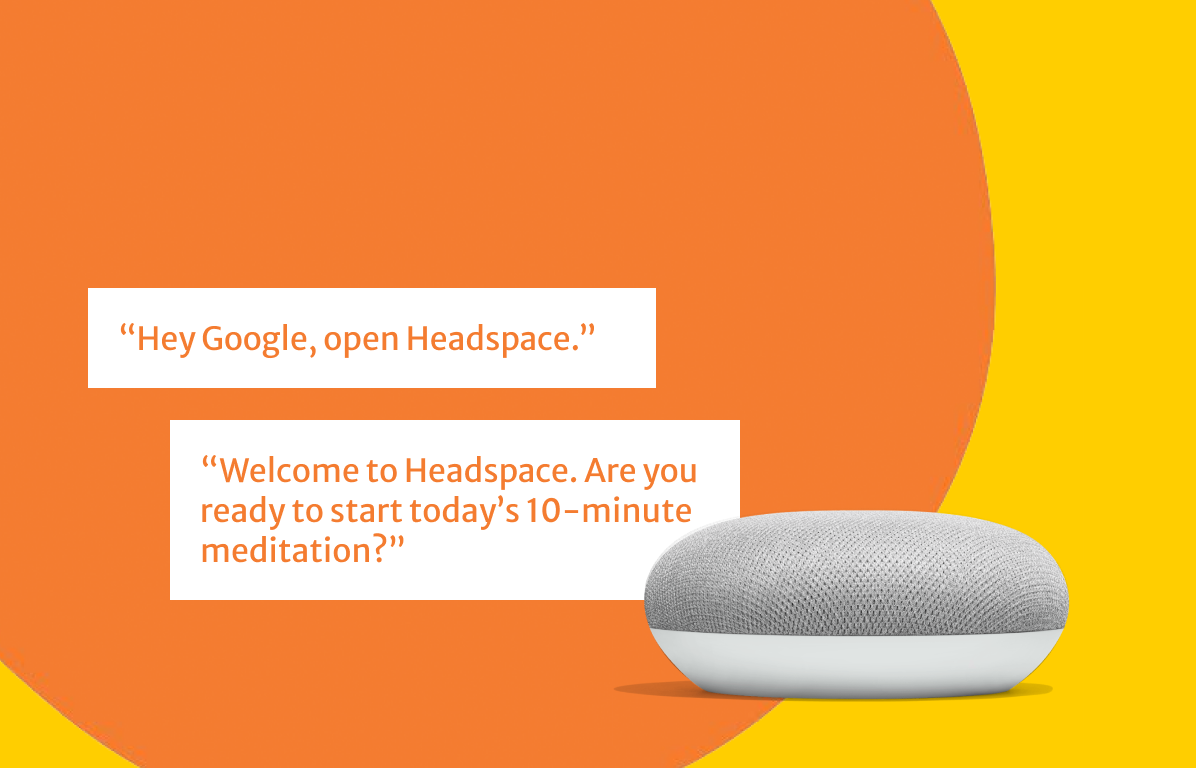 “Hey Google, open Headspace.”
“Welcome to Headspace. Are you
ready to start today’s 10-minute
meditation?”